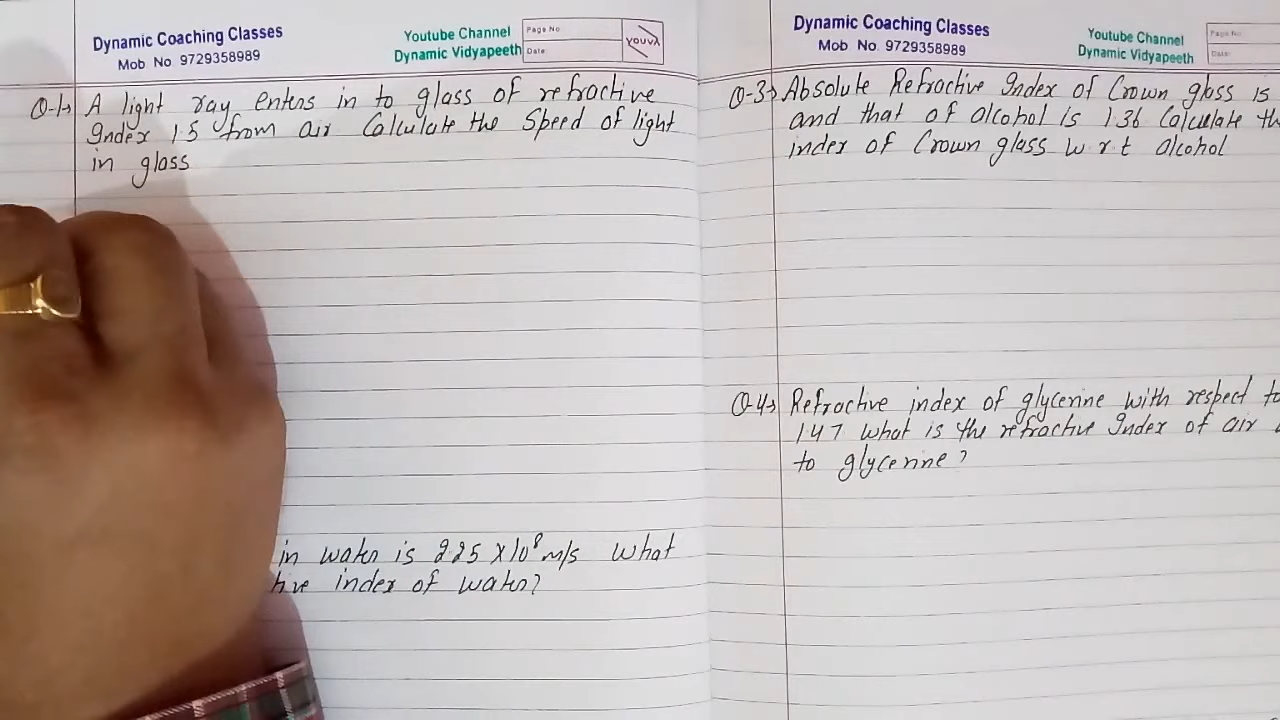 Dynamic Coaching Classes
Mob No. 9729358989
Youtube Channel
Dynamic Vidyapeeth
Page No
Date:
YOUVA
Q-1 A light ray enters in to glass of refractive
Index 1 5 from air Calculate the Speed of light
in glass
in water is 2 25 x 10⁸ m/s What
tive index of water?
Dynamic Coaching Classes
Mob No. 9729358989
Youtube Channel
Dynamic Vidyapeeth
Page No
Date:
Q-3 Absolute Refractive Index of Crown glass is
and that of alcohol is 1 36 Calculate th
index of Crown glass w r t alcohol
Q-4 Refractive index of glycerine with respect to
1 47 What is the refractive Index of air
to glycerine?